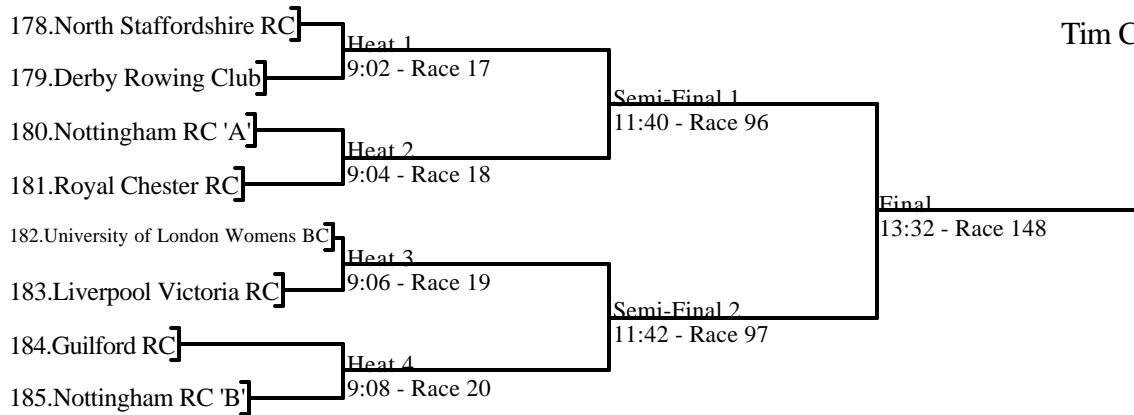 178.North Staffordshire RC
Tim C
Heat 1
9:02 - Race 17
179.Derby Rowing Club
Semi-Final 1
11:40 - Race 96
180.Nottingham RC 'A'
Heat 2
9:04 - Race 18
181.Royal Chester RC
Final
13:32 - Race 148
182.University of London Womens BC
Heat 3
9:06 - Race 19
183.Liverpool Victoria RC
Semi-Final 2
11:42 - Race 97
184.Guilford RC
Heat 4
9:08 - Race 20
185.Nottingham RC 'B'